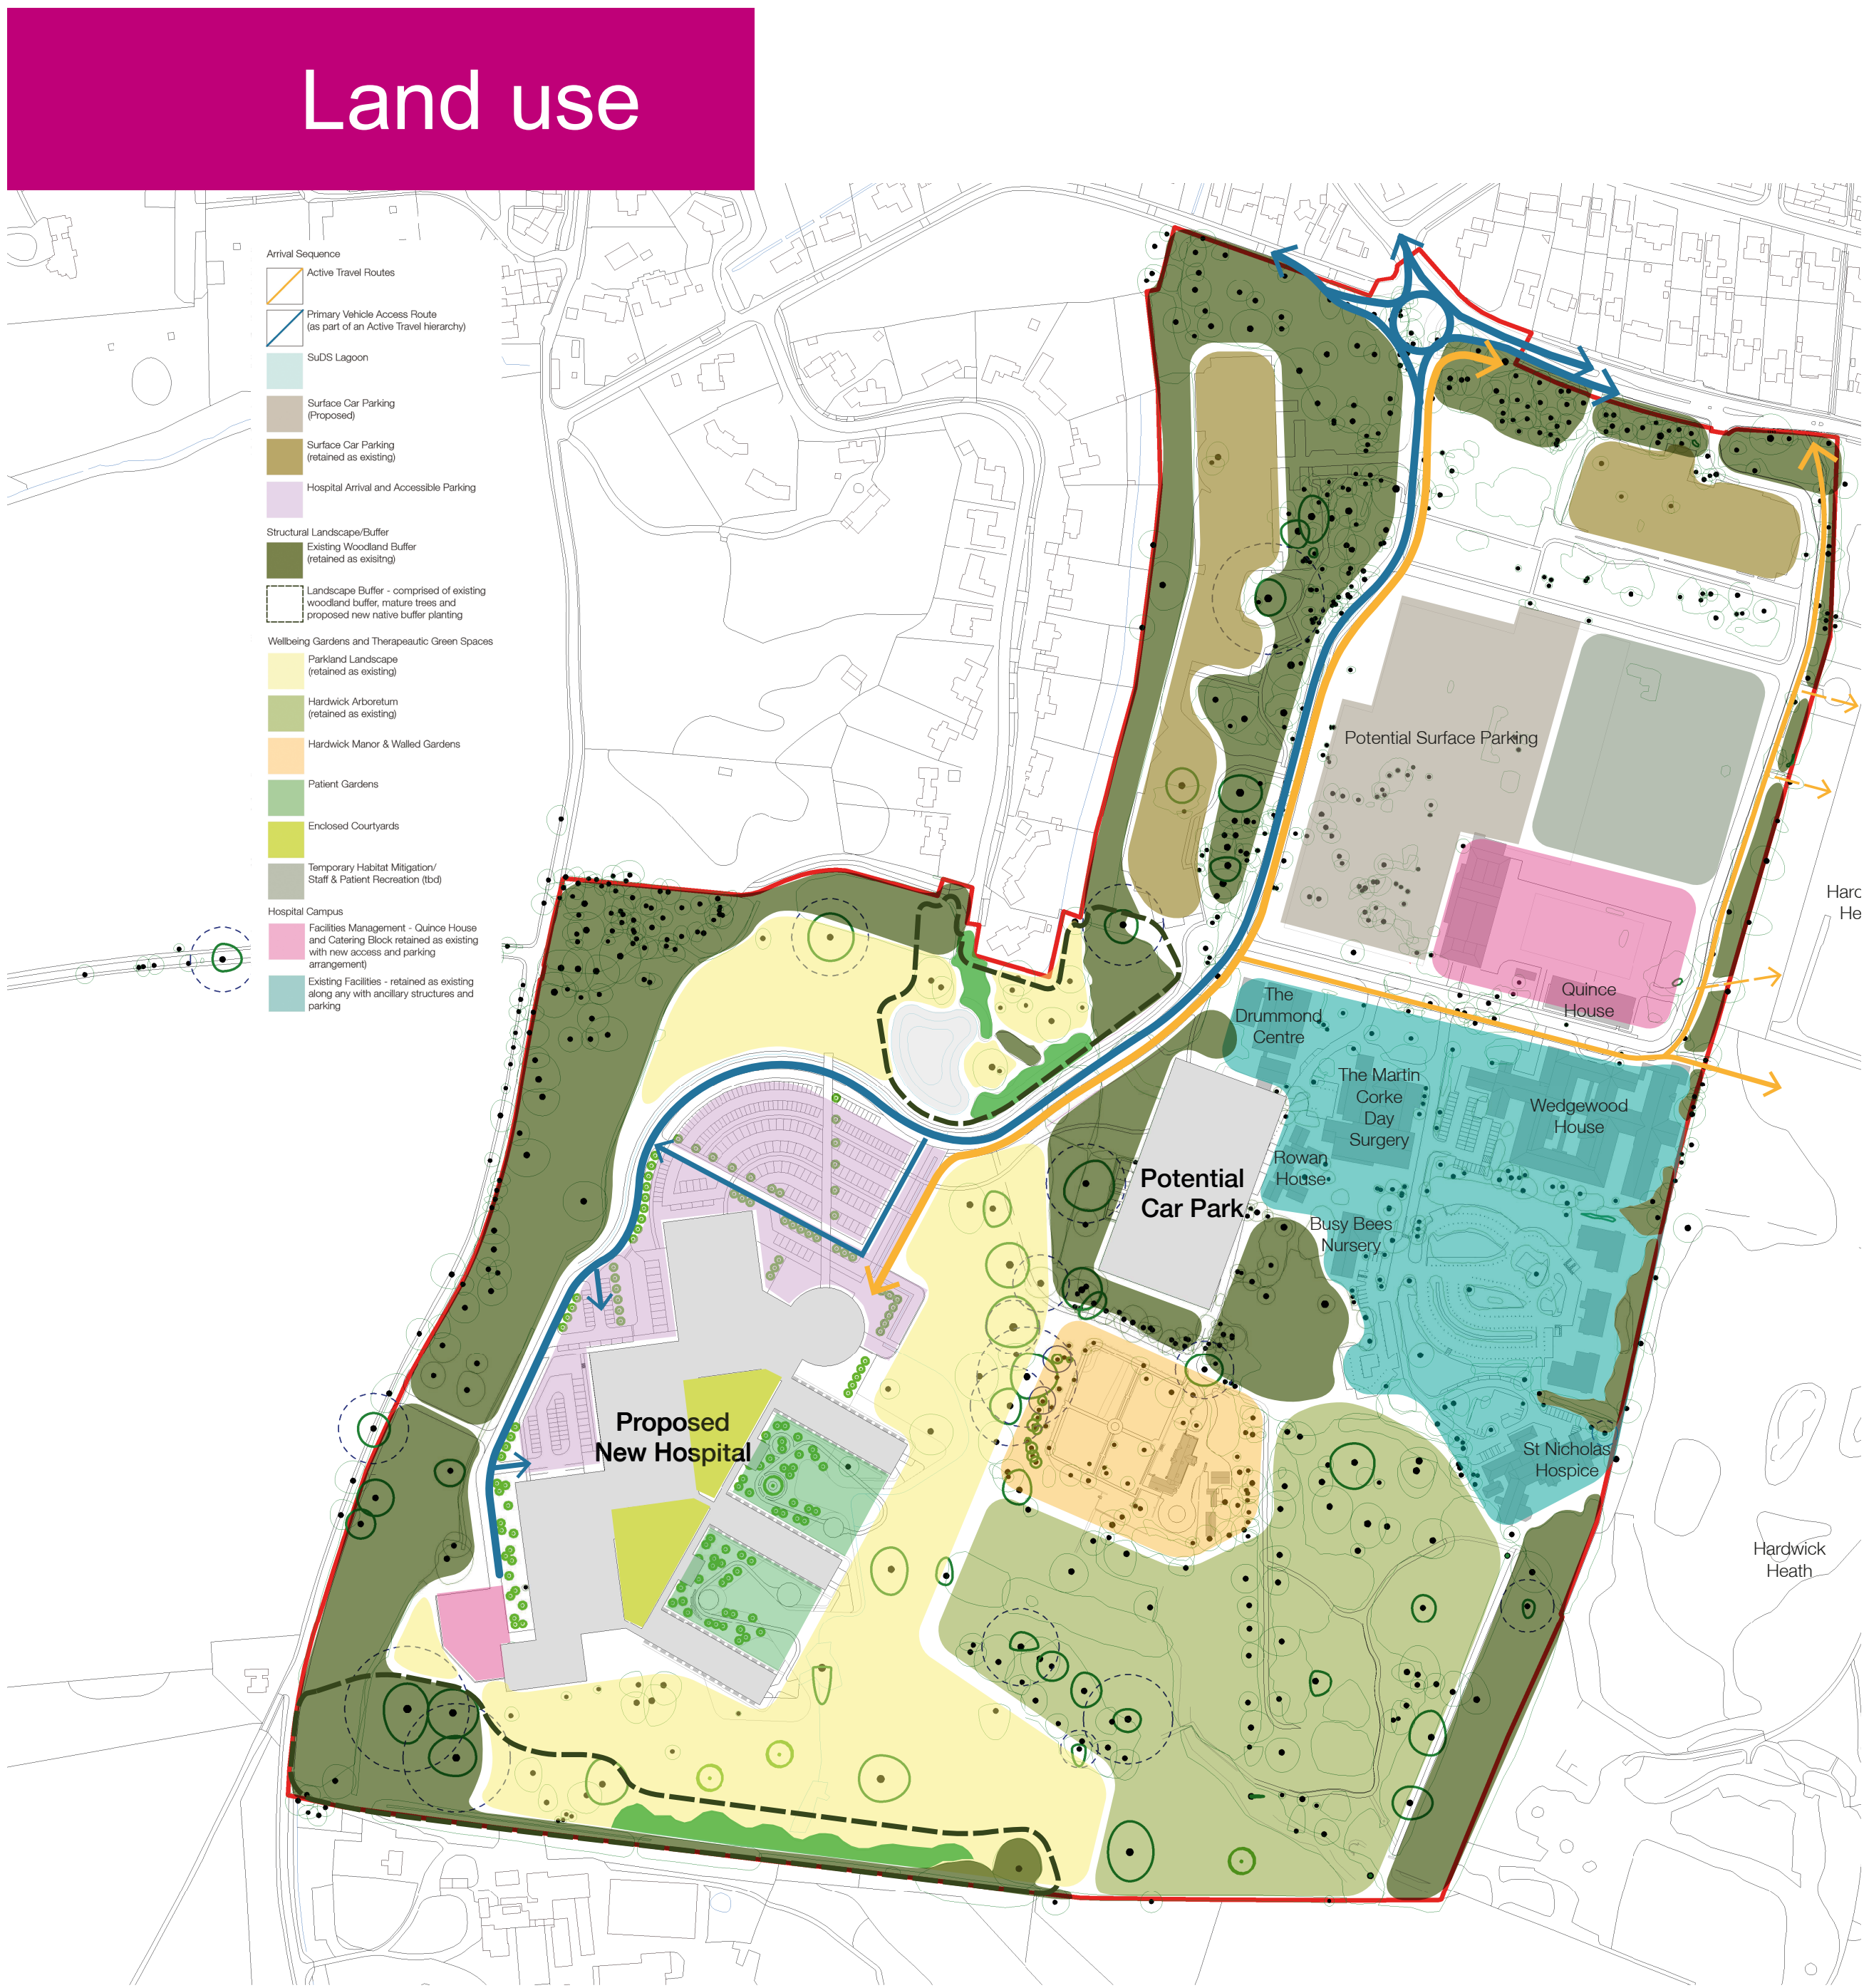 Land use
Arrival Sequence
Active Travel Routes
Primary Vehicle Access Route
(as part of an Active Travel hierarchy)
SuDS Lagoon
Surface Car Parking
(Proposed)
Surface Car Parking
(retained as existing)
Hospital Arrival and Accessible Parking
Structural Landscape/Buffer
Existing Woodland Buffer
(retained as exisitng)
Landscape Buffer - comprised of existing
woodland buffer, mature trees and
proposed new native buffer planting
Wellbeing Gardens and Therapeautic Green Spaces
Parkland Landscape
(retained as existing)
Hardwick Arboretum
(retained as existing)
Hardwick Manor & Walled Gardens
Patient Gardens
Enclosed Courtyards
Temporary Habitat Mitigation/
Staff & Patient Recreation (tbd)
Hospital Campus
Facilities Management - Quince House
and Catering Block retained as existing
with new access and parking
arrangement)
Existing Facilities - retained as existing
along any with ancillary structures and
parking
Potential Surface Parking
Hardc
He
Quince
House
The
Drummond
Centre
The Martin
Corke
Day
Surgery
Wedgewood
House
Rowan
House
Potential
Car Park
Busy Bees
Nursery
Proposed
New Hospital
St Nicholas
Hospice
Hardwick
Heath